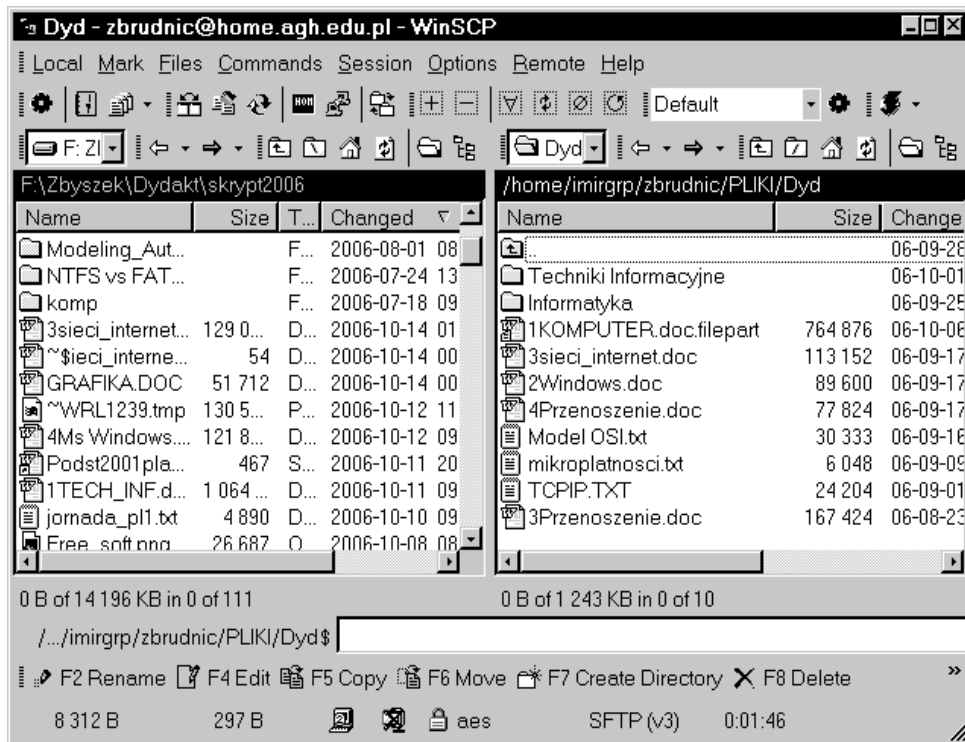 Dyd - zbrudnic@home.agh.edu.pl - WinSCP
Local Mark Files Commands Session Options Remote Help
Default
F: Zl Dyd
F:\Zbyszek\Dydakt\skrypt2006
Name Size T... Changed
Modeling_Aut... F... 2006-08-01 08
NTFS vs FAT... F... 2006-07-24 13
komp F... 2006-07-18 09
3sieci_internet... 129 0... D... 2006-10-14 01
~$ieci_interne... 54 D... 2006-10-14 00
GRAFIKA.DOC 51 712 D... 2006-10-14 00
~WRL1239.tmp 130 5... P... 2006-10-12 11
4Ms Windows.... 121 8... D... 2006-10-12 09
Podst2001pla... 467 S... 2006-10-11 20
1TECH_INF.d... 1 064 ... D... 2006-10-11 09
jornada_pl1.txt 4 890 D... 2006-10-10 09
Free_soft.png 26 687 O 2006-10-08 08
0 B of 14 196 KB in 0 of 111
/home/imirgrp/zbrudnic/PLIKI/Dyd
Name Size Change
.. 06-09-28
Techniki Informacyjne 06-10-01
Informatyka 06-09-25
1KOMPUTER.doc.filepart 764 876 06-10-06
3sieci_internet.doc 113 152 06-09-17
2Windows.doc 89 600 06-09-17
4Przenoszenie.doc 77 824 06-09-17
Model OSI.txt 30 333 06-09-16
mikroplatnosci.txt 6 048 06-09-09
TCPIP.TXT 24 204 06-09-01
3Przenoszenie.doc 167 424 06-08-23
0 B of 1 243 KB in 0 of 10
/.../imirgrp/zbrudnic/PLIKI/Dyd$
F2 Rename F4 Edit F5 Copy F6 Move F7 Create Directory F8 Delete »
8 312 B 297 B aes SFTP (v3) 0:01:46